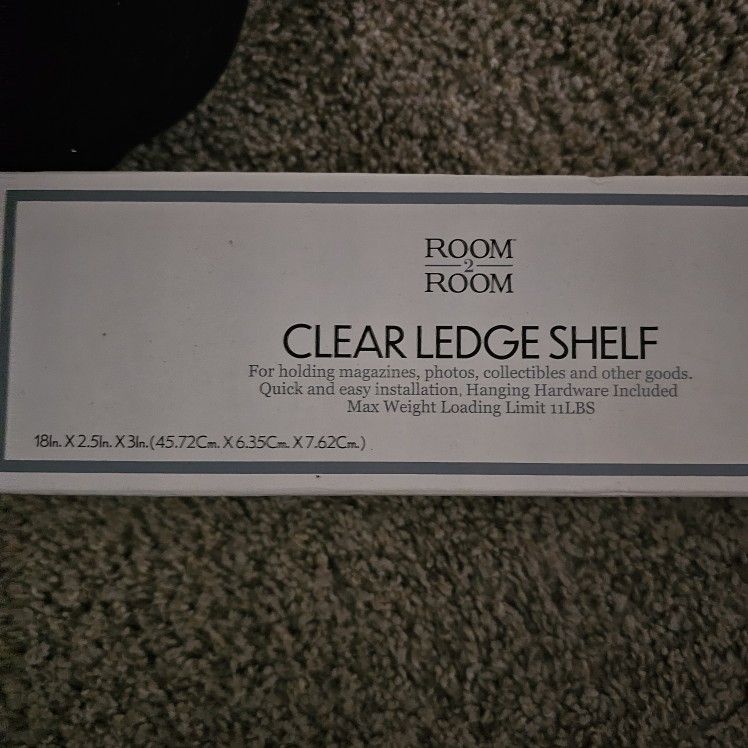 ROOM
2
ROOM
CLEAR LEDGE SHELF
For holding magazines, photos, collectibles and other goods.
Quick and easy installation, Hanging Hardware Included
Max Weight Loading Limit 11LBS
18In. X 2.5In. X 3In. (45.72Cm. X 6.35Cm. X 7.62Cm.)